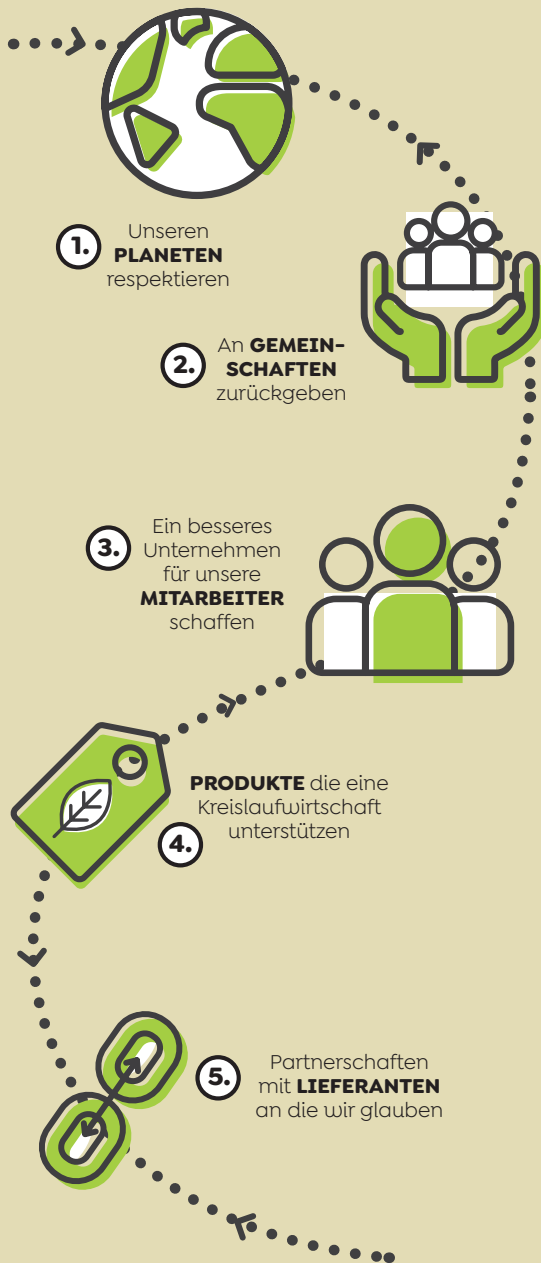 1.
Unseren
PLANETEN
respektieren
2.
An GEMEIN-
SCHAFTEN
zurückgeben
3.
Ein besseres
Unternehmen
für unsere
MITARBEITER
schaffen
4.
PRODUKTE die eine
Kreislaufwirtschaft
unterstützen
5.
Partnerschaften
mit LIEFERANTEN
an die wir glauben